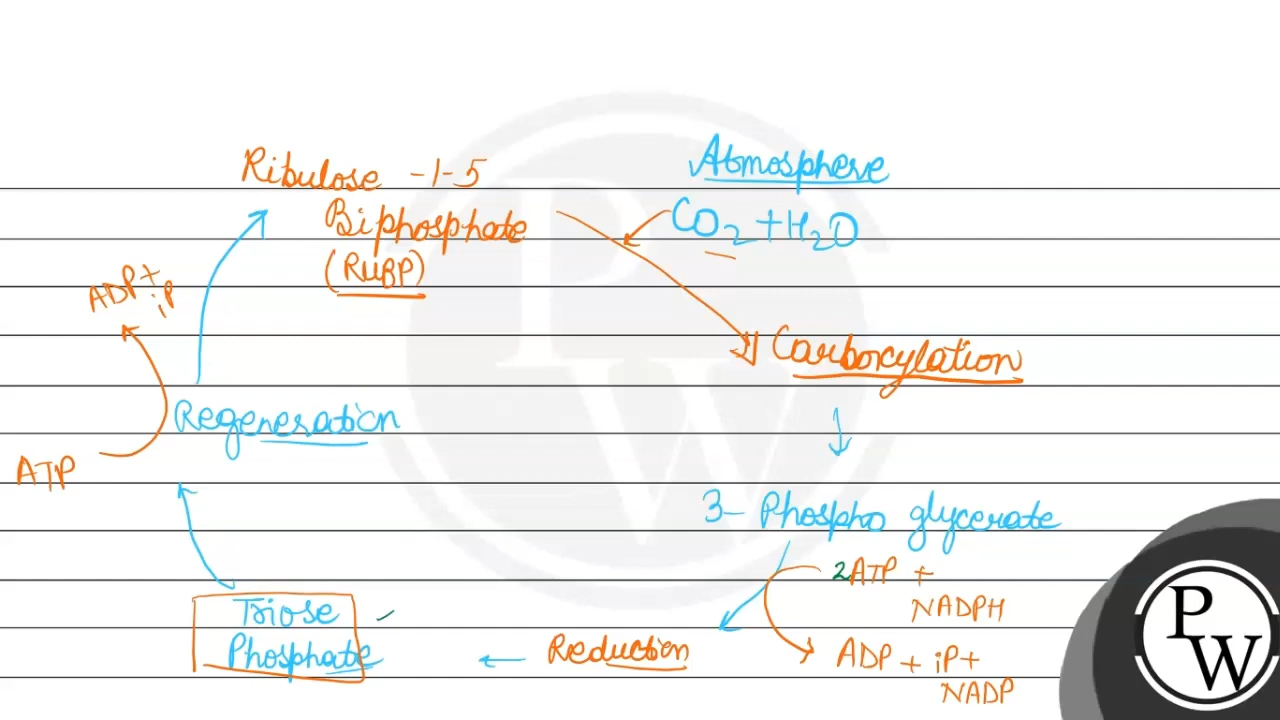 Ribulose -1-5
Biphosphate
(RUBP)
Atmosphere
CO2 + H2O
ADP +
iP
Carboxylation
Regeneration
ATP
3- Phospho glycerate
2ATP +
NADPH
Triose
Phosphate
Reduction
ADP + iP +
NADP
P
W
P
W